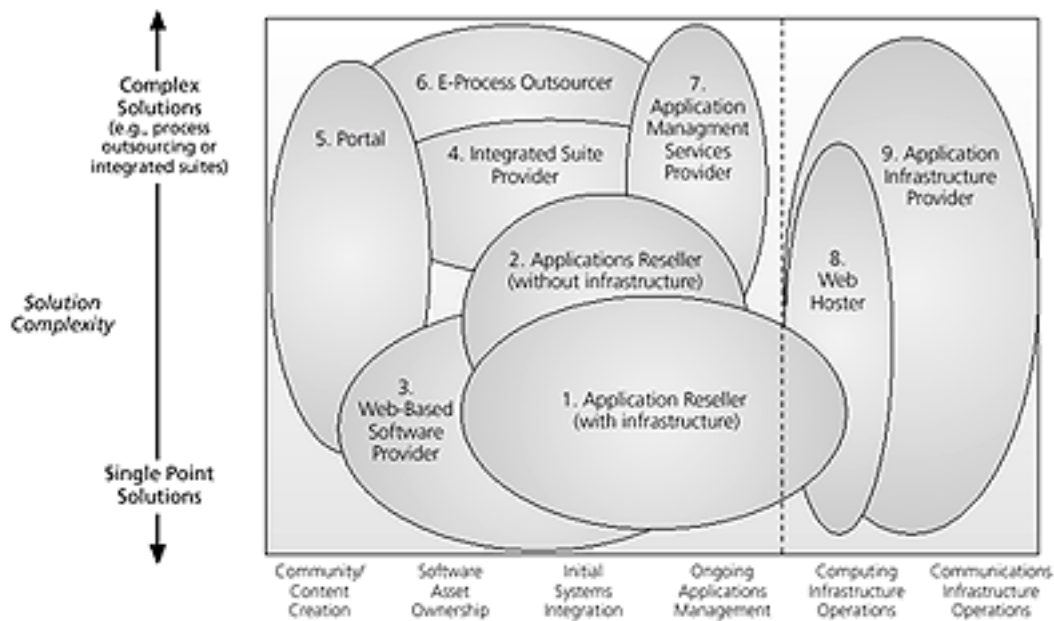 Complex
Solutions
(e.g., process
outsourcing or
integrated suites)
Solution
Complexity
Single Point
Solutions
6. E-Process Outsourcer
7.
Application
Managment
Services
Provider
5. Portal
4. Integrated Suite
Provider
9. Application
Infrastructure
Provider
2. Applications Reseller
(without infrastructure)
8.
Web
Hoster
3.
Web-Based
Software
Provider
1. Application Reseller
(with infrastructure)
Community/
Content
Creation
Software
Asset
Ownership
Initial
Systems
Integration
Ongoing
Applications
Management
Computing
Infrastructure
Operations
Communications
Infrastructure
Operations